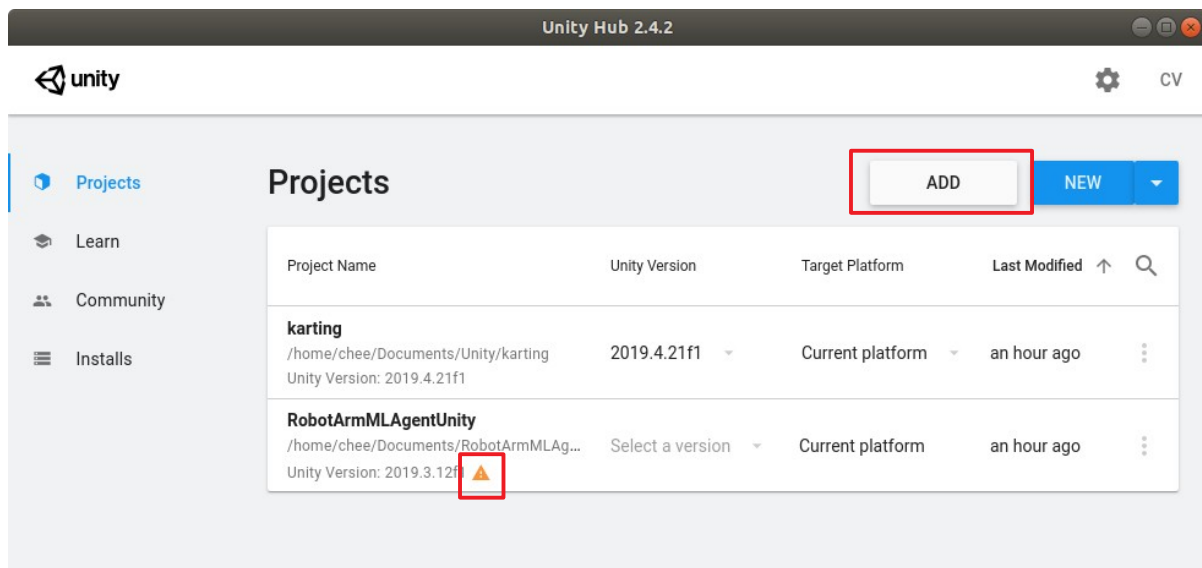 Unity Hub 2.4.2
unity
CV
Projects
Projects
ADD
NEW
Learn
Community
Installs
Project Name Unity Version Target Platform Last Modified
karting
/home/chee/Documents/Unity/karting 2019.4.21f1 Current platform an hour ago
Unity Version: 2019.4.21f1
RobotArmMLAgentUnity
/home/chee/Documents/RobotArmMLAg... Select a version Current platform an hour ago
Unity Version: 2019.3.12f1